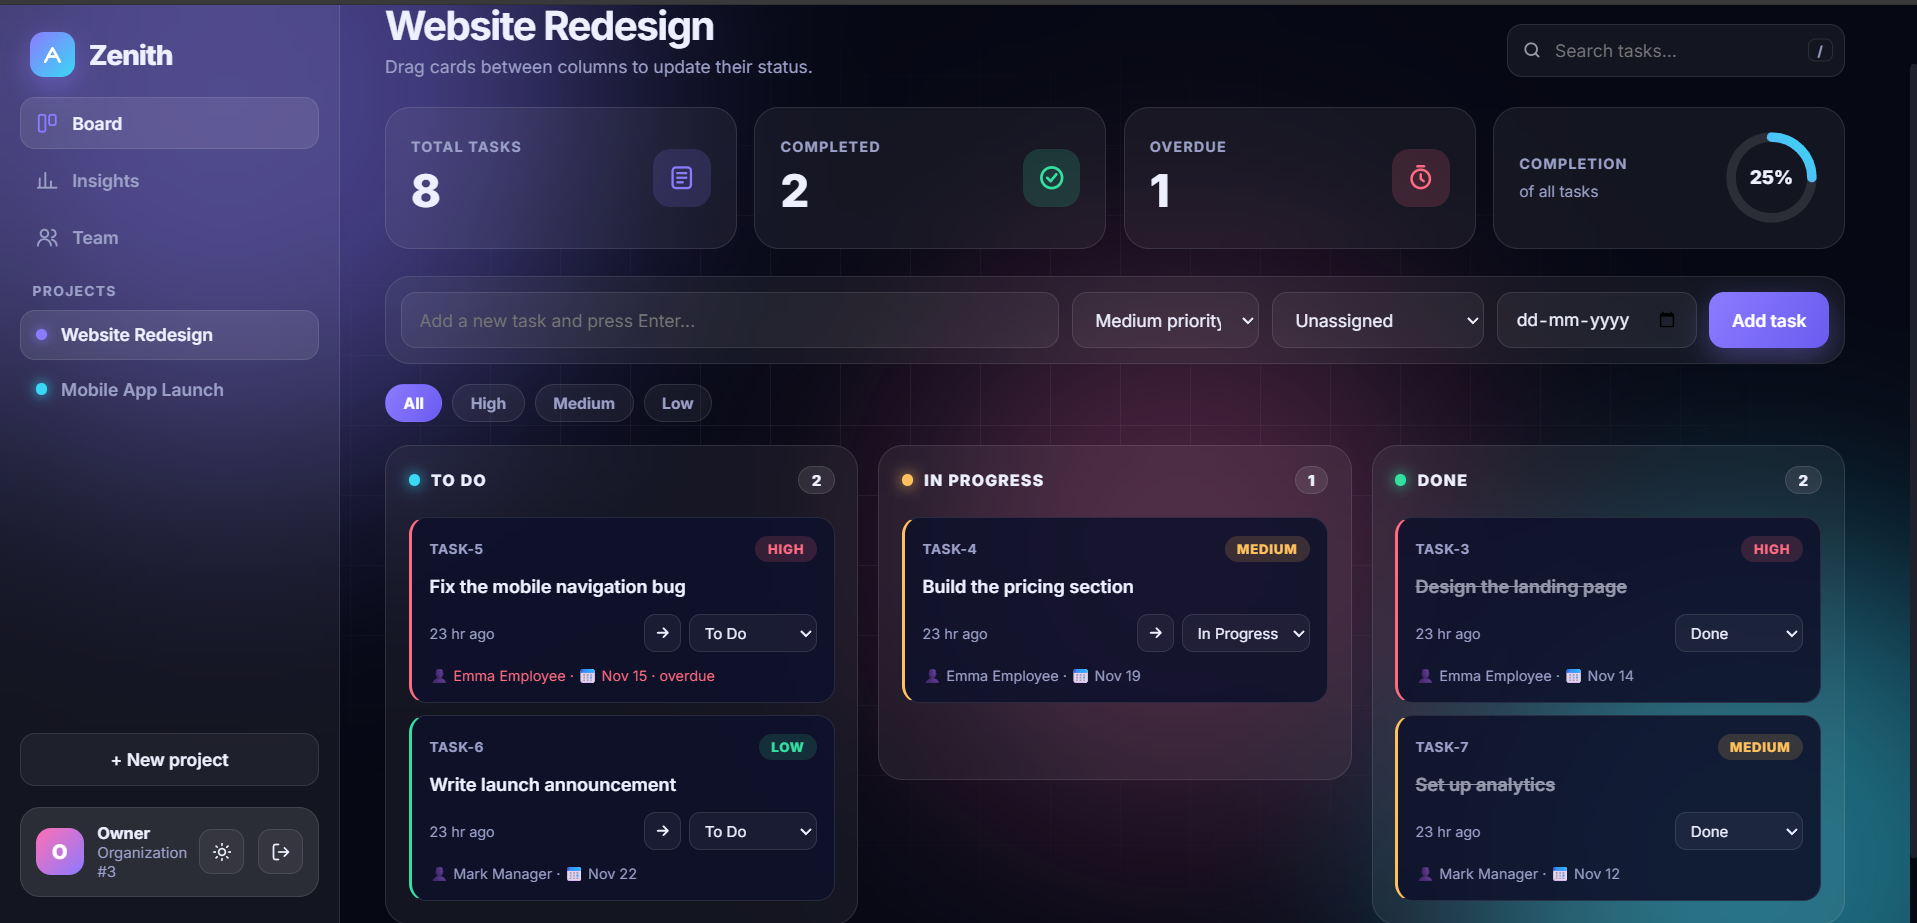 Zenith
Board
Insights
Team
PROJECTS
Website Redesign
Mobile App Launch
+ New project
O
Owner
Organization
#3
Website Redesign
Drag cards between columns to update their status.
Search tasks...
/
TOTAL TASKS
8
COMPLETED
2
OVERDUE
1
COMPLETION
of all tasks
25%
Add a new task and press Enter...
Medium priority
Unassigned
dd-mm-yyyy
Add task
All
High
Medium
Low
TO DO
2
TASK-5
HIGH
Fix the mobile navigation bug
23 hr ago
To Do
Emma Employee · Nov 15 · overdue
TASK-6
LOW
Write launch announcement
23 hr ago
To Do
Mark Manager · Nov 22
IN PROGRESS
1
TASK-4
MEDIUM
Build the pricing section
23 hr ago
In Progress
Emma Employee · Nov 19
DONE
2
TASK-3
HIGH
Design the landing page
23 hr ago
Done
Emma Employee · Nov 14
TASK-7
MEDIUM
Set up analytics
23 hr ago
Done
Mark Manager · Nov 12